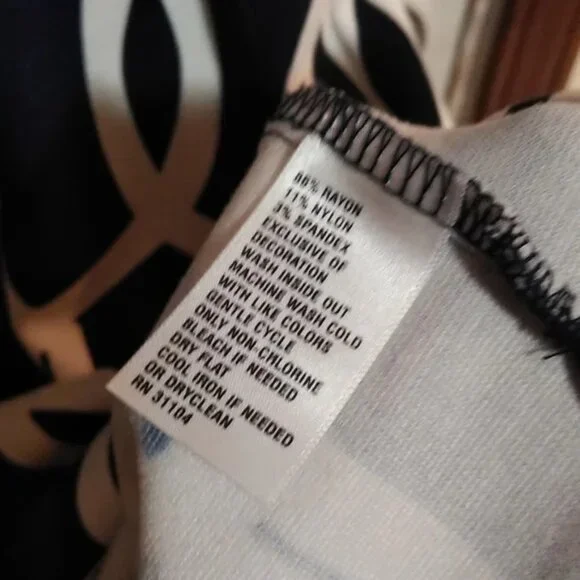 86% RAYON
11% NYLON
3% SPANDEX
EXCLUSIVE OF
DECORATION
WASH INSIDE OUT
MACHINE WASH COLD
WITH LIKE COLORS
GENTLE CYCLE
ONLY NON-CHLORINE
BLEACH IF NEEDED
DRY FLAT
COOL IRON IF NEEDED
OR DRYCLEAN
RN 31104